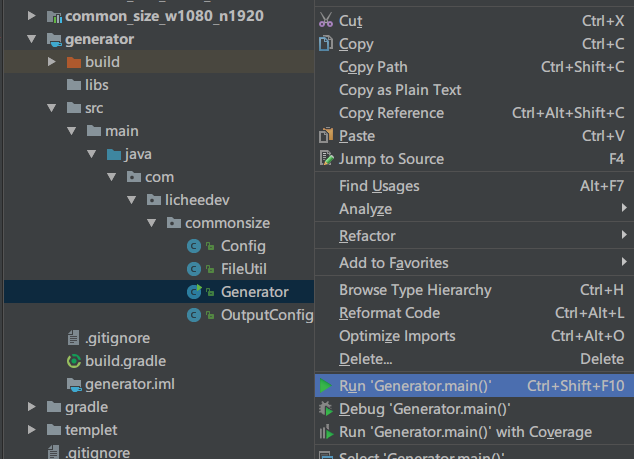 common_size_w1080_n1920
generator
build
libs
src
main
java
com
licheedev
commonsize
Config
FileUtil
Generator
OutputConfig
.gitignore
build.gradle
generator.iml
gradle
templet
.gitignore
Cut Ctrl+X
Copy Ctrl+C
Copy Path Ctrl+Shift+C
Copy as Plain Text
Copy Reference Ctrl+Alt+Shift+C
Paste Ctrl+V
Jump to Source F4
Find Usages Alt+F7
Analyze
Refactor
Add to Favorites
Browse Type Hierarchy Ctrl+H
Reformat Code Ctrl+Alt+L
Optimize Imports Ctrl+Alt+O
Delete... Delete
Run 'Generator.main()' Ctrl+Shift+F10
Debug 'Generator.main()'
Run 'Generator.main()' with Coverage
Select 'Generator.main()'...